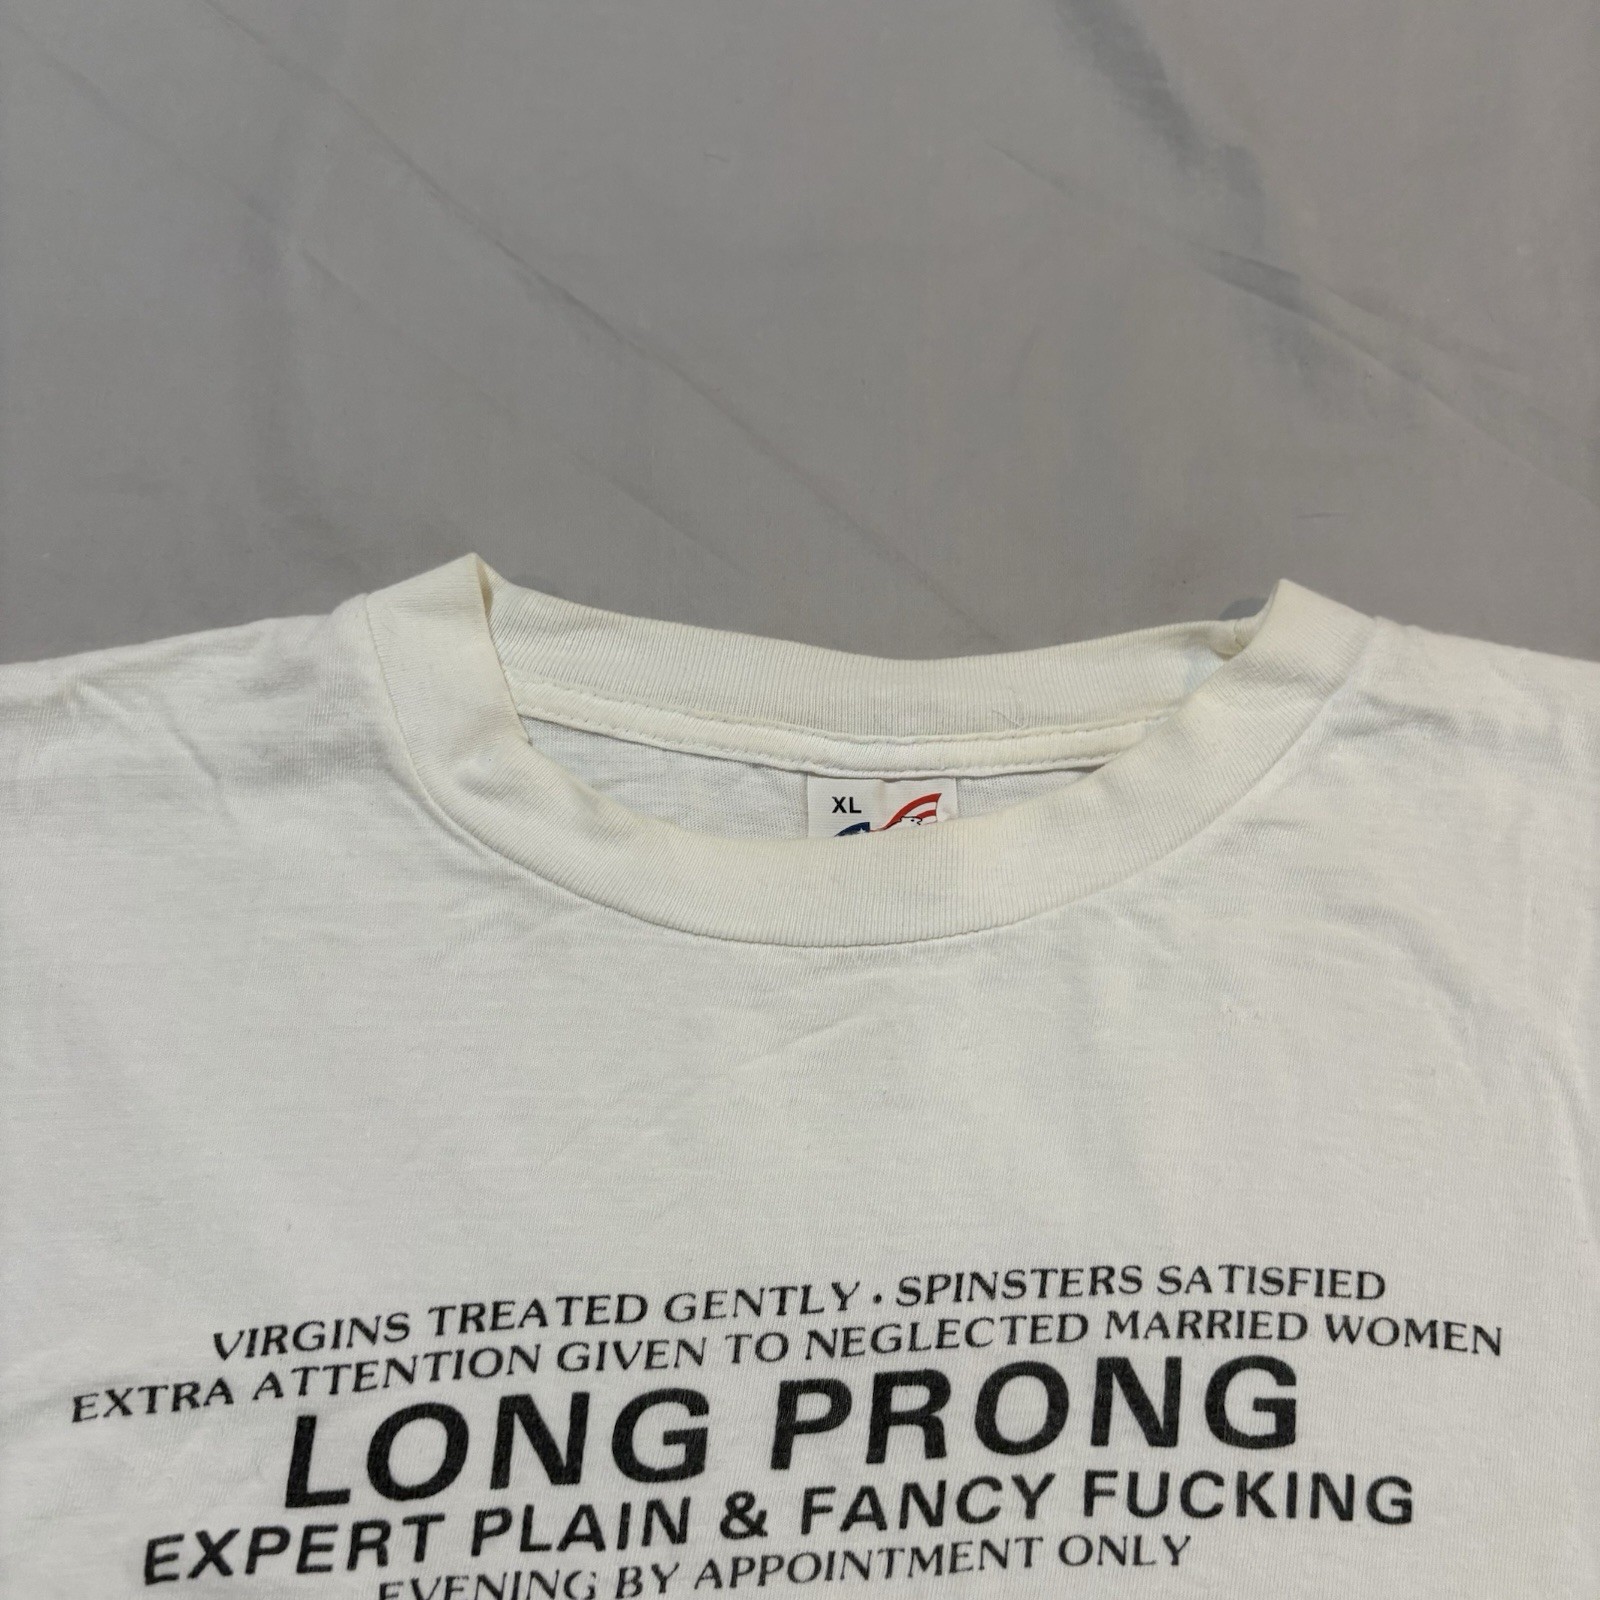 XL
VIRGINS TREATED GENTLY • SPINSTERS SATISFIED
EXTRA ATTENTION GIVEN TO NEGLECTED MARRIED WOMEN
LONG PRONG
EXPERT PLAIN & FANCY FUCKING
EVENING BY APPOINTMENT ONLY